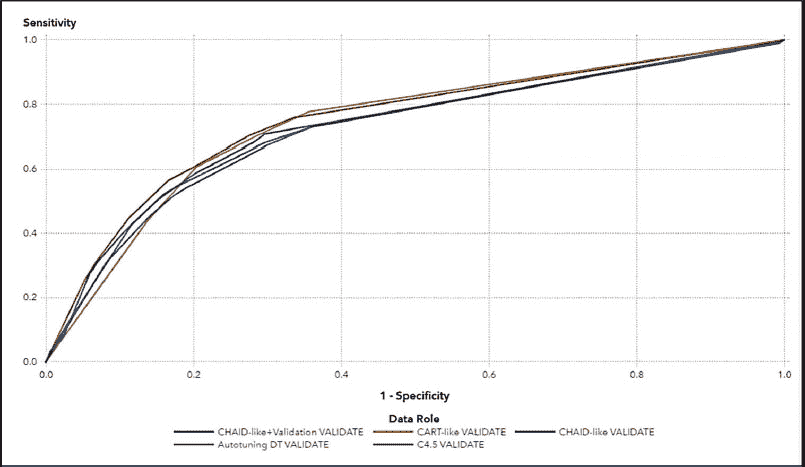 Sensitivity
1.0
0.8
0.6
0.4
0.2
0.0
0.0 0.2 0.4 0.6 0.8 1.0
1 - Specificity
Data Role
CHAID-like+Validation VALIDATE CART-like VALIDATE CHAID-like VALIDATE
Autotuning DT VALIDATE C4.5 VALIDATE